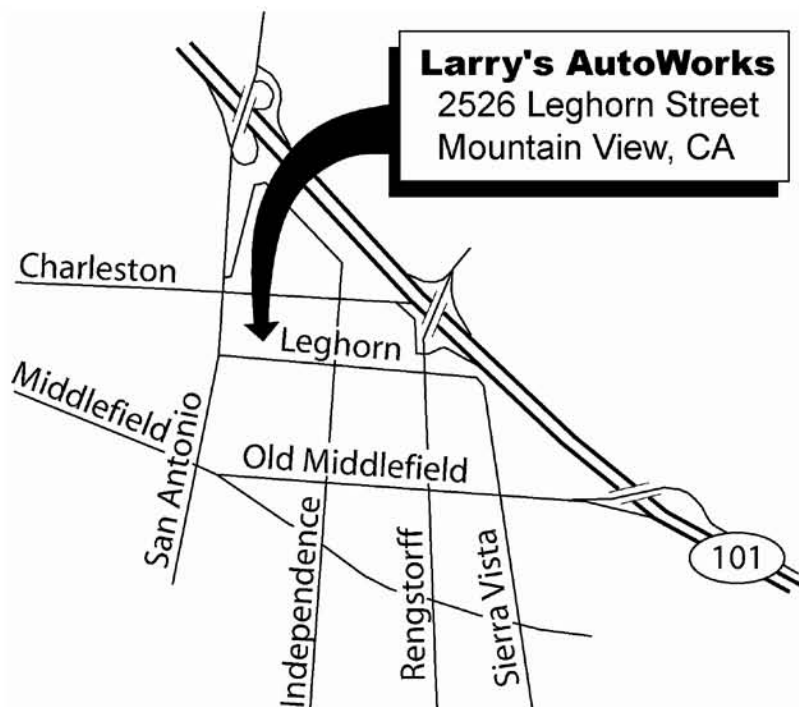 Larry's AutoWorks
2526 Leghorn Street
Mountain View, CA
Charleston
Leghorn
Middlefield
San Antonio
Old Middlefield
Independence
Rengstorff
Sierra Vista
101